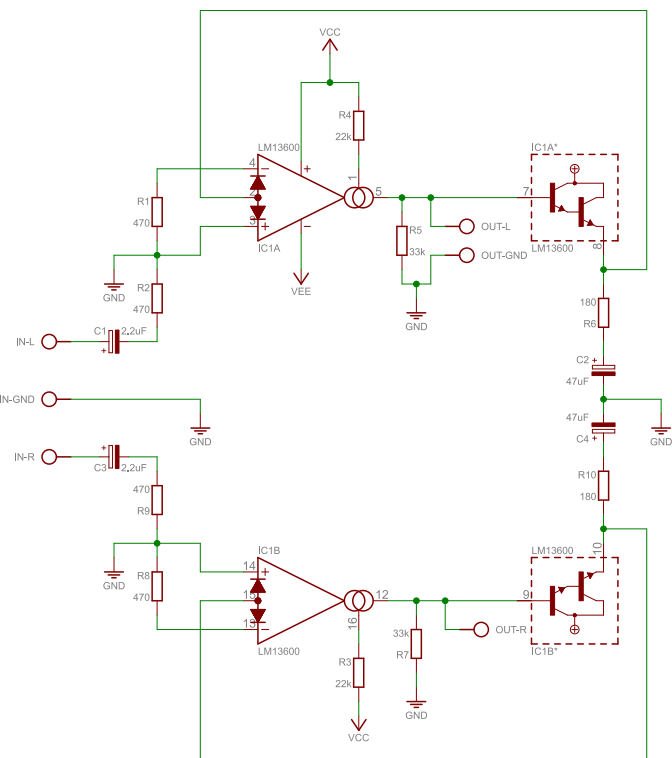 VCC
R4
22k
LM13600
IC1A*
4
1
2
5
7
R1
470
3
IC1A
R5
33k
OUT-L
OUT-GND
LM13600
8
GND
R2
470
VEE
GND
180
R6
IN-L
C1
2.2uF
+
C2
+
47uF
IN-GND
GND
47uF
C4
+
GND
IN-R
+
C3
2.2uF
470
R9
R10
180
IC1B
LM13600
10
14
GND
R8
470
15
12
9
13
16
33k
R7
OUT-R
LM13600
IC1B*
R3
22k
GND
VCC